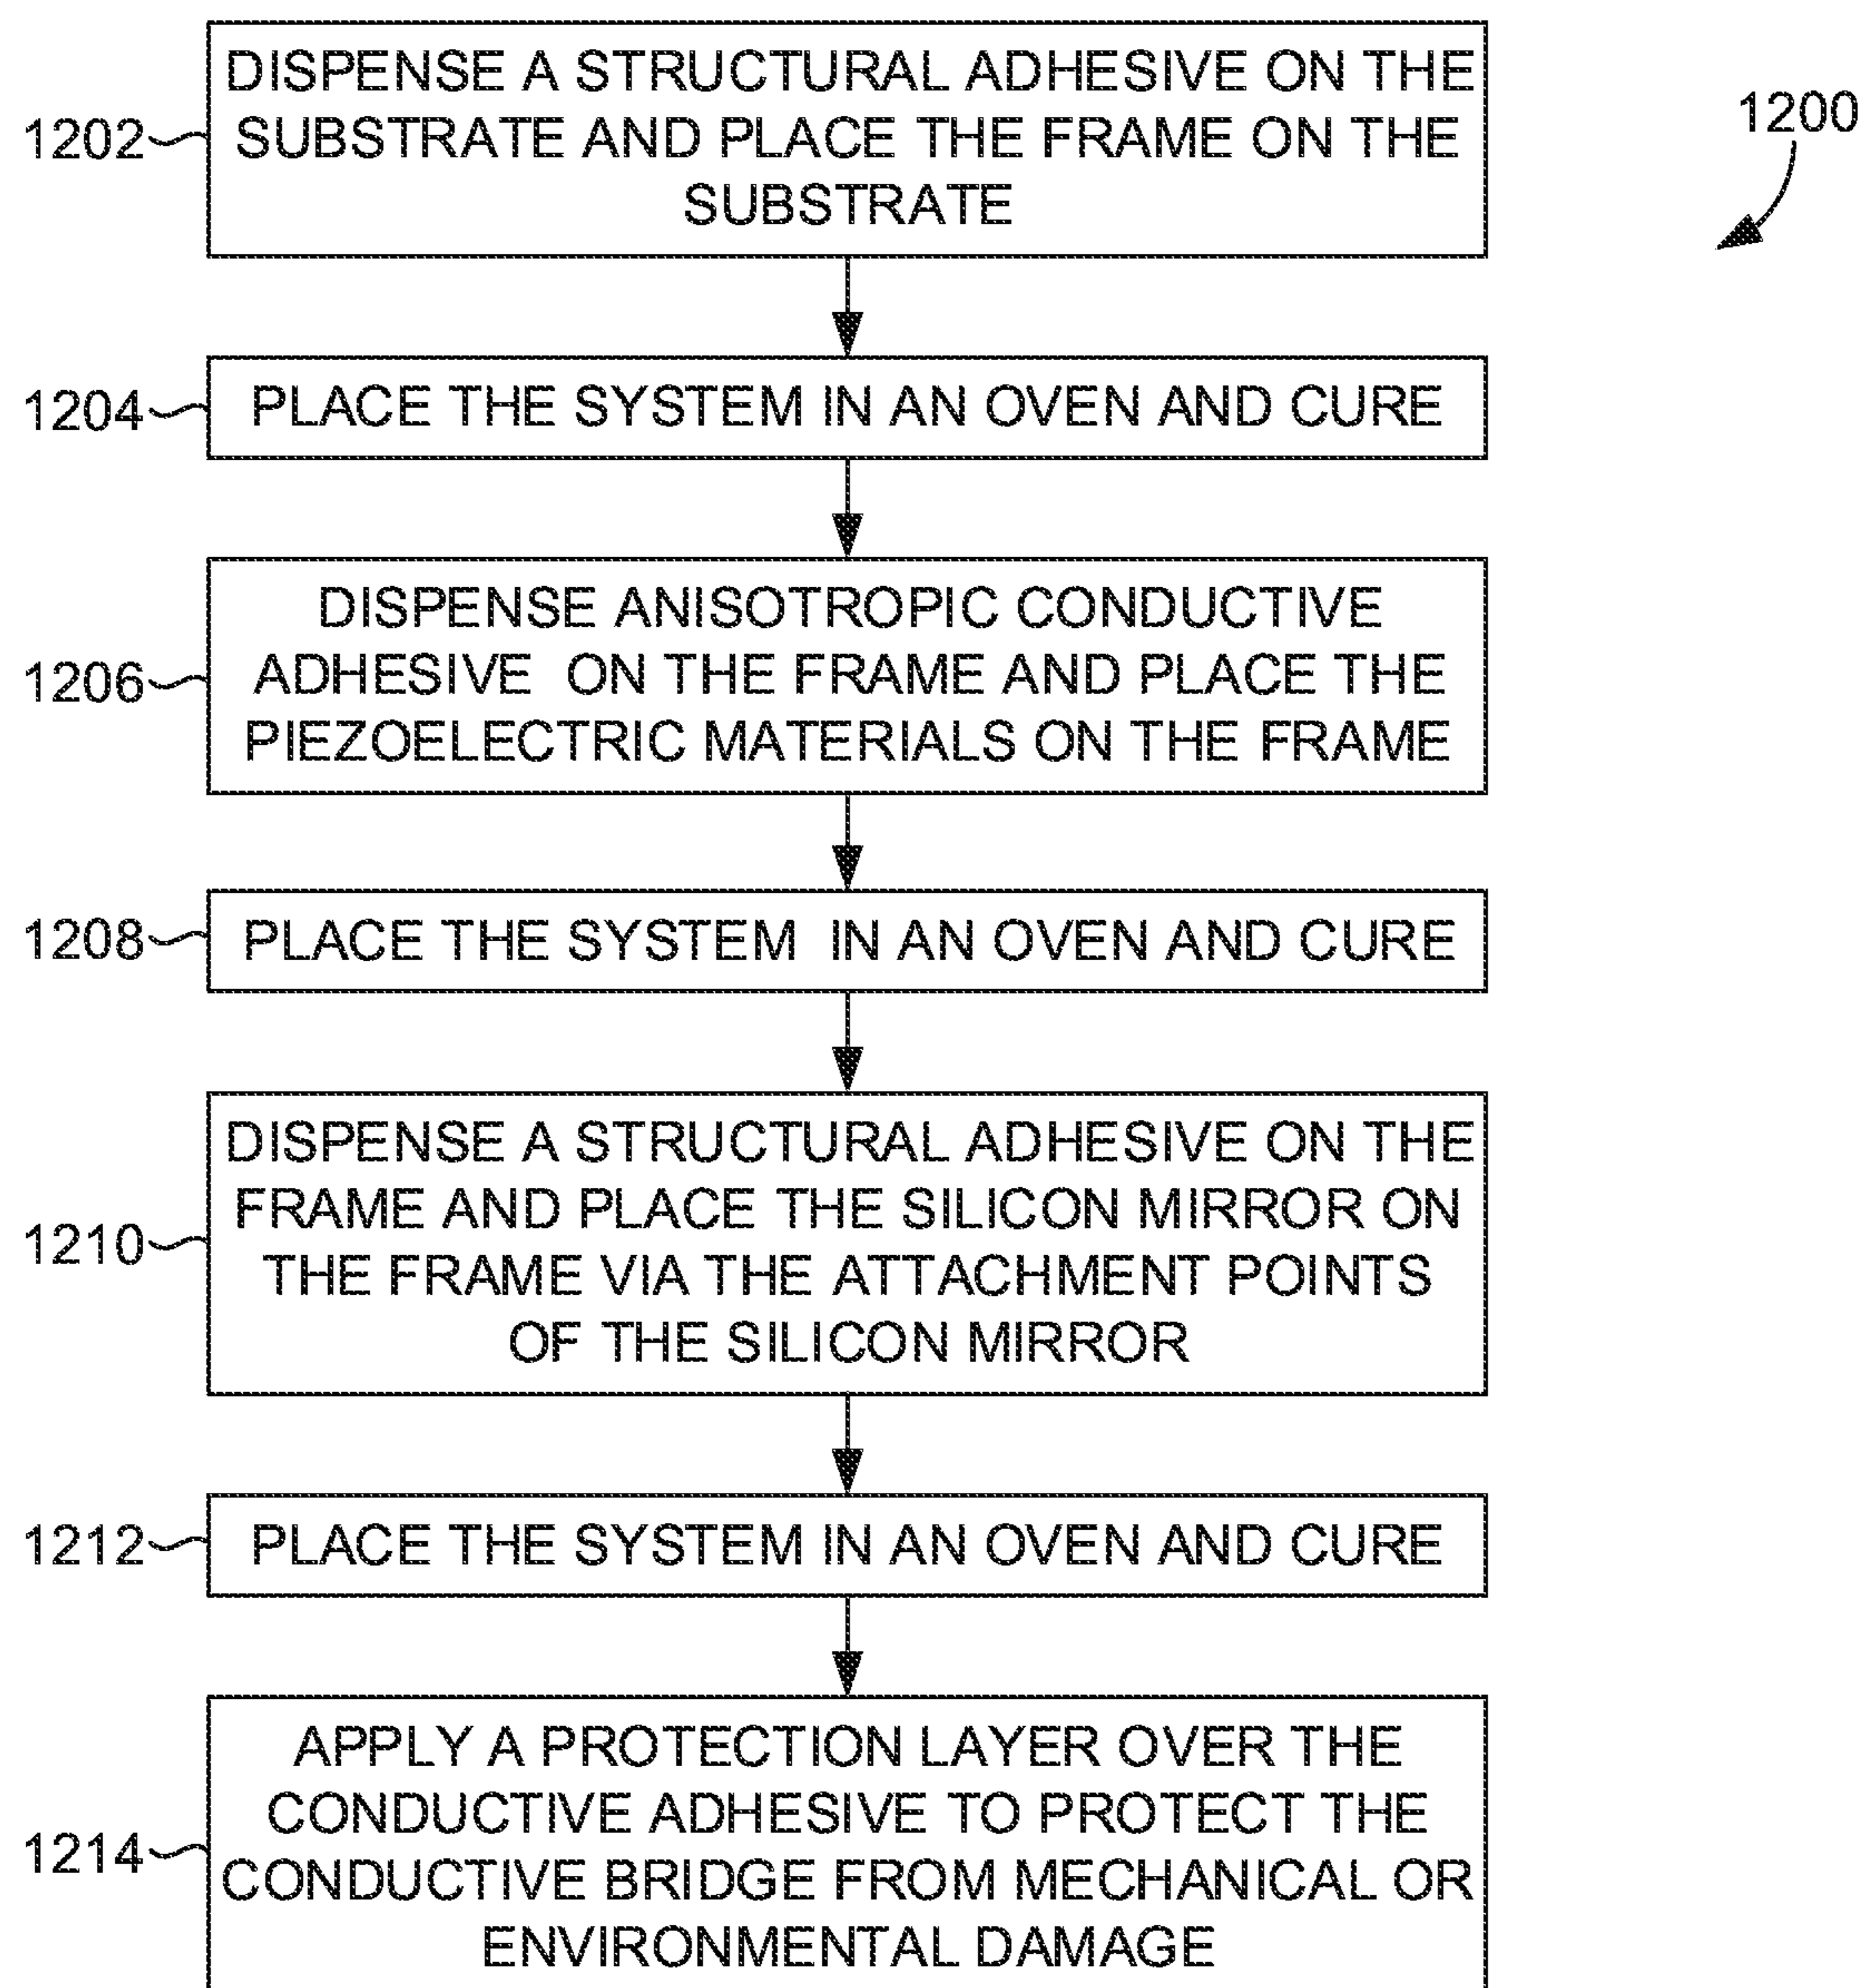 DISPENSE A STRUCTURAL ADHESIVE ON THE
SUBSTRATE AND PLACE THE FRAME ON THE
SUBSTRATE
1202
1200
1204
PLACE THE SYSTEM IN AN OVEN AND CURE
DISPENSE ANISOTROPIC CONDUCTIVE
ADHESIVE ON THE FRAME AND PLACE THE
PIEZOELECTRIC MATERIALS ON THE FRAME
1206
1208
PLACE THE SYSTEM IN AN OVEN AND CURE
DISPENSE A STRUCTURAL ADHESIVE ON THE
FRAME AND PLACE THE SILICON MIRROR ON
THE FRAME VIA THE ATTACHMENT POINTS
OF THE SILICON MIRROR
1210
1212
PLACE THE SYSTEM IN AN OVEN AND CURE
APPLY A PROTECTION LAYER OVER THE
CONDUCTIVE ADHESIVE TO PROTECT THE
CONDUCTIVE BRIDGE FROM MECHANICAL OR
ENVIRONMENTAL DAMAGE
1214